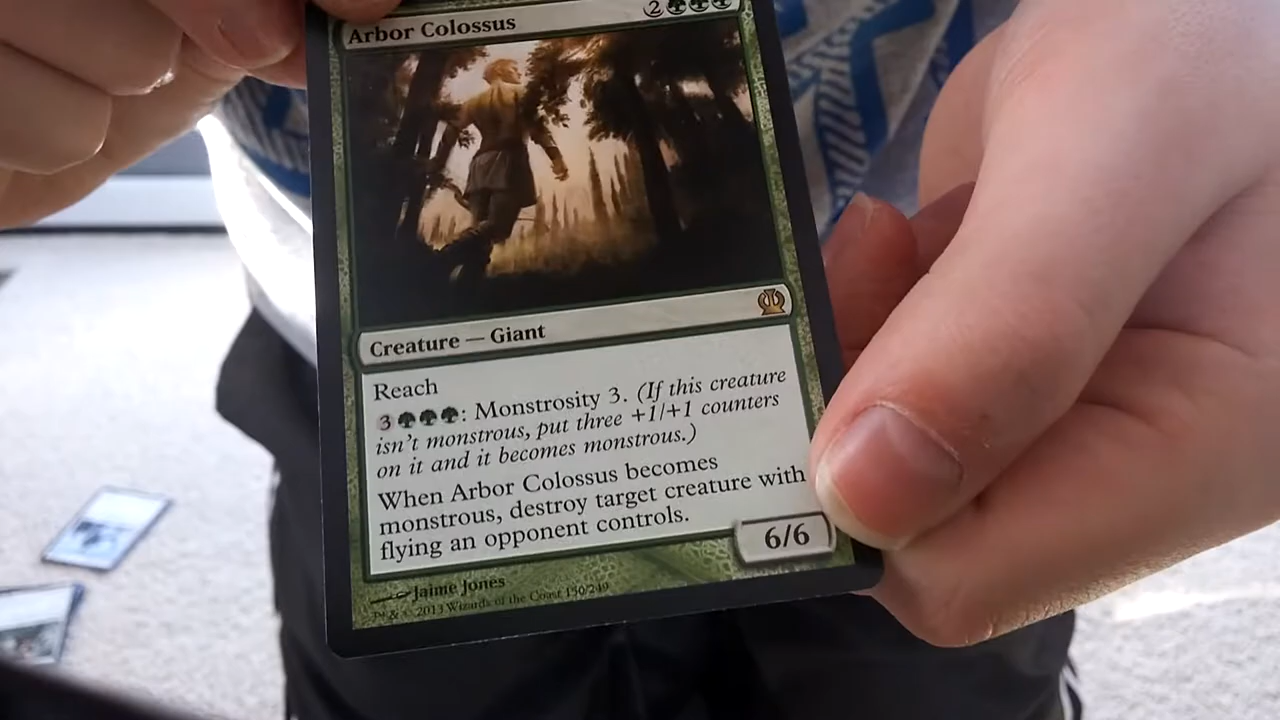 Arbor Colossus 2
Creature — Giant
Reach
3: Monstrosity 3. (If this creature
isn't monstrous, put three +1/+1 counters
on it and it becomes monstrous.)
When Arbor Colossus becomes
monstrous, destroy target creature with
flying an opponent controls.
6/6
Jaime Jones
™ & © 2013 Wizards of the Coast 150/249